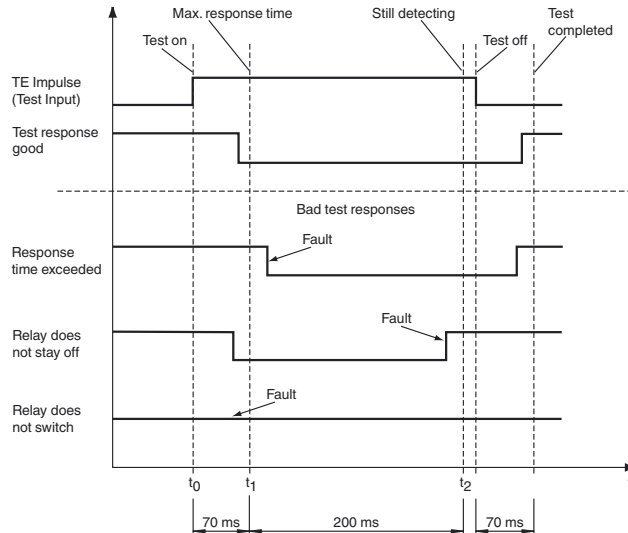 Max. response time
Still detecting
Test
completed
Test on
Test off
TE Impulse
(Test Input)
Test response
good
Bad test responses
Fault
Response
time exceeded
Fault
Relay does
not stay off
Fault
Relay does
not switch
t0
t1
t2
70 ms
200 ms
70 ms